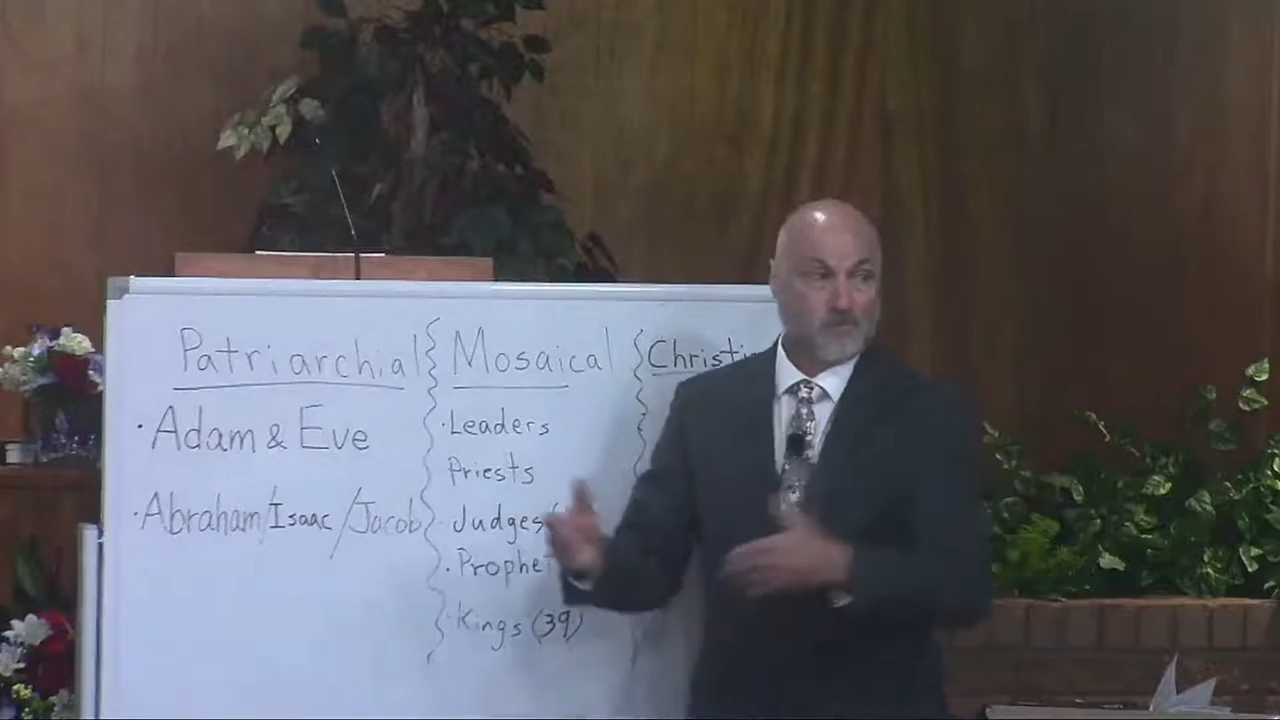 Patriarchial
· Adam & Eve
· Abraham/Isaac/Jacob
Mosaical
· Leaders
Priests
· Judges
· Prophe
· Kings (39)
Christi